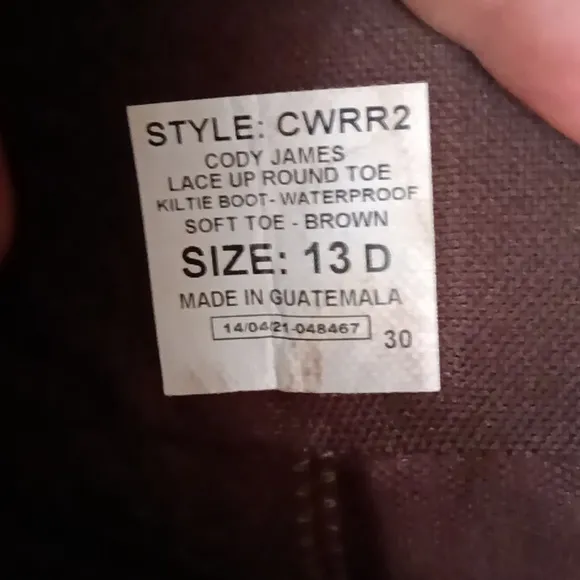 STYLE: CWRR2
CODY JAMES
LACE UP ROUND TOE
KILTIE BOOT- WATERPROOF
SOFT TOE - BROWN
SIZE: 13 D
MADE IN GUATEMALA
14/04/21-048467
30